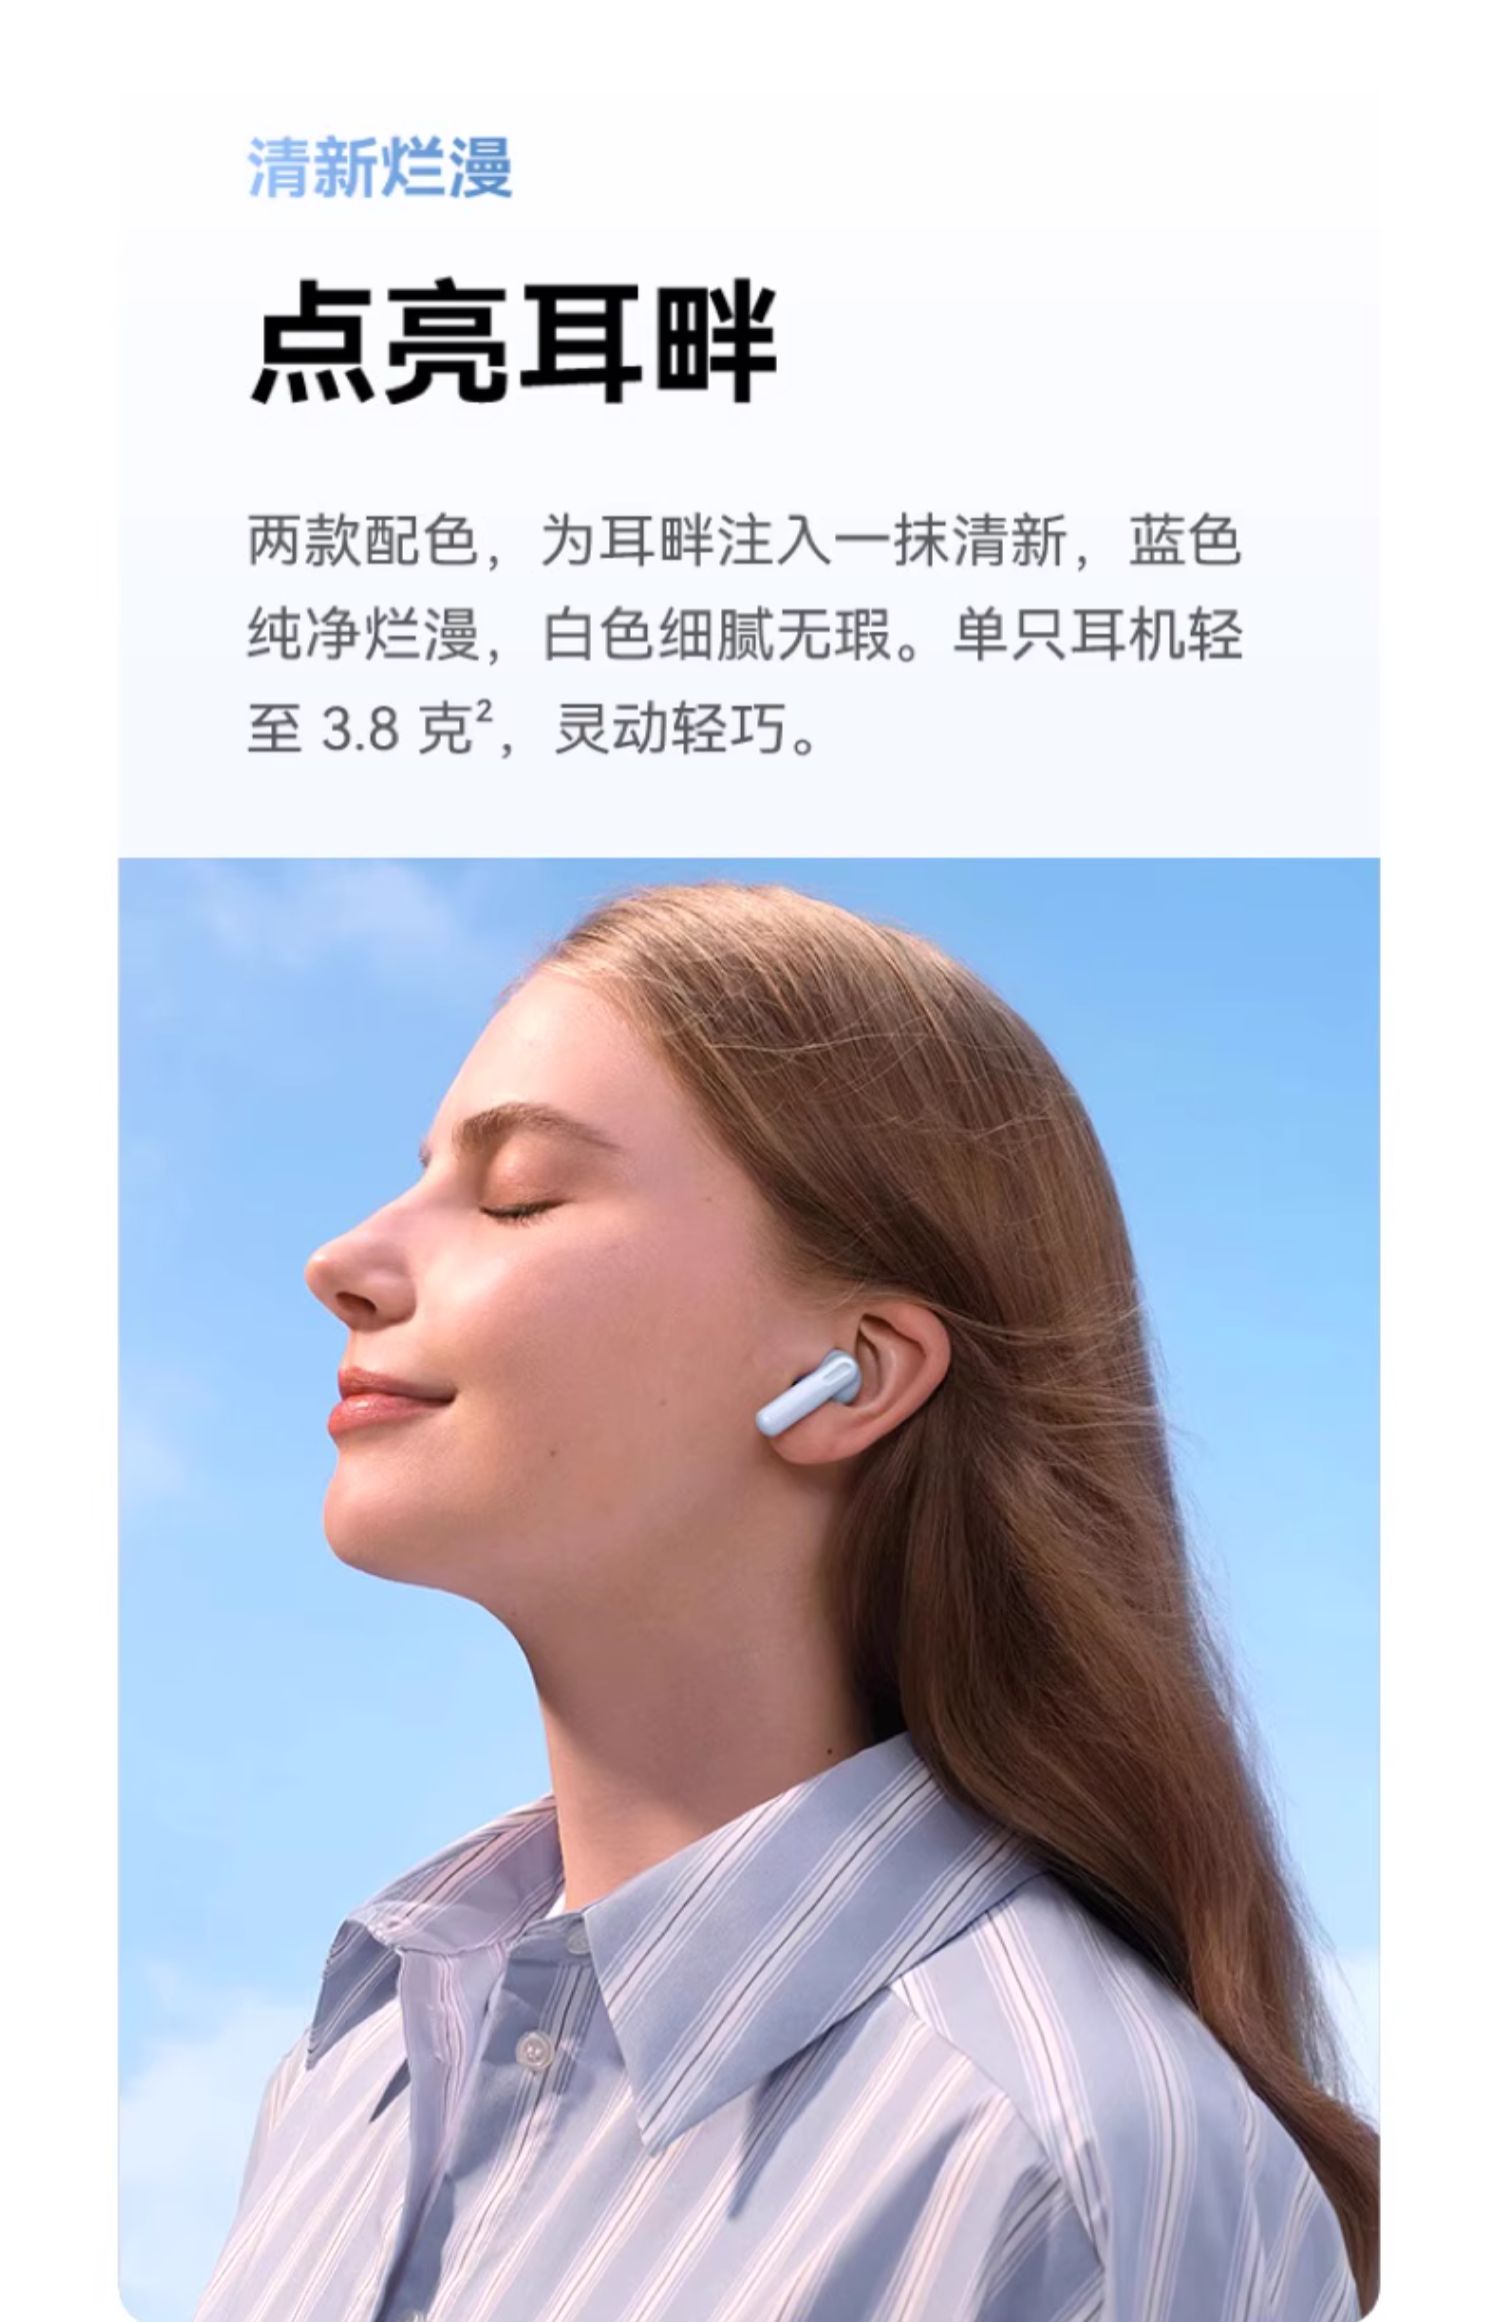 清新烂漫
点亮耳畔
两款配色，为耳畔注入一抹清新，蓝色
纯净烂漫，白色细腻无瑕。单只耳机轻
至 3.8 克²，灵动轻巧。